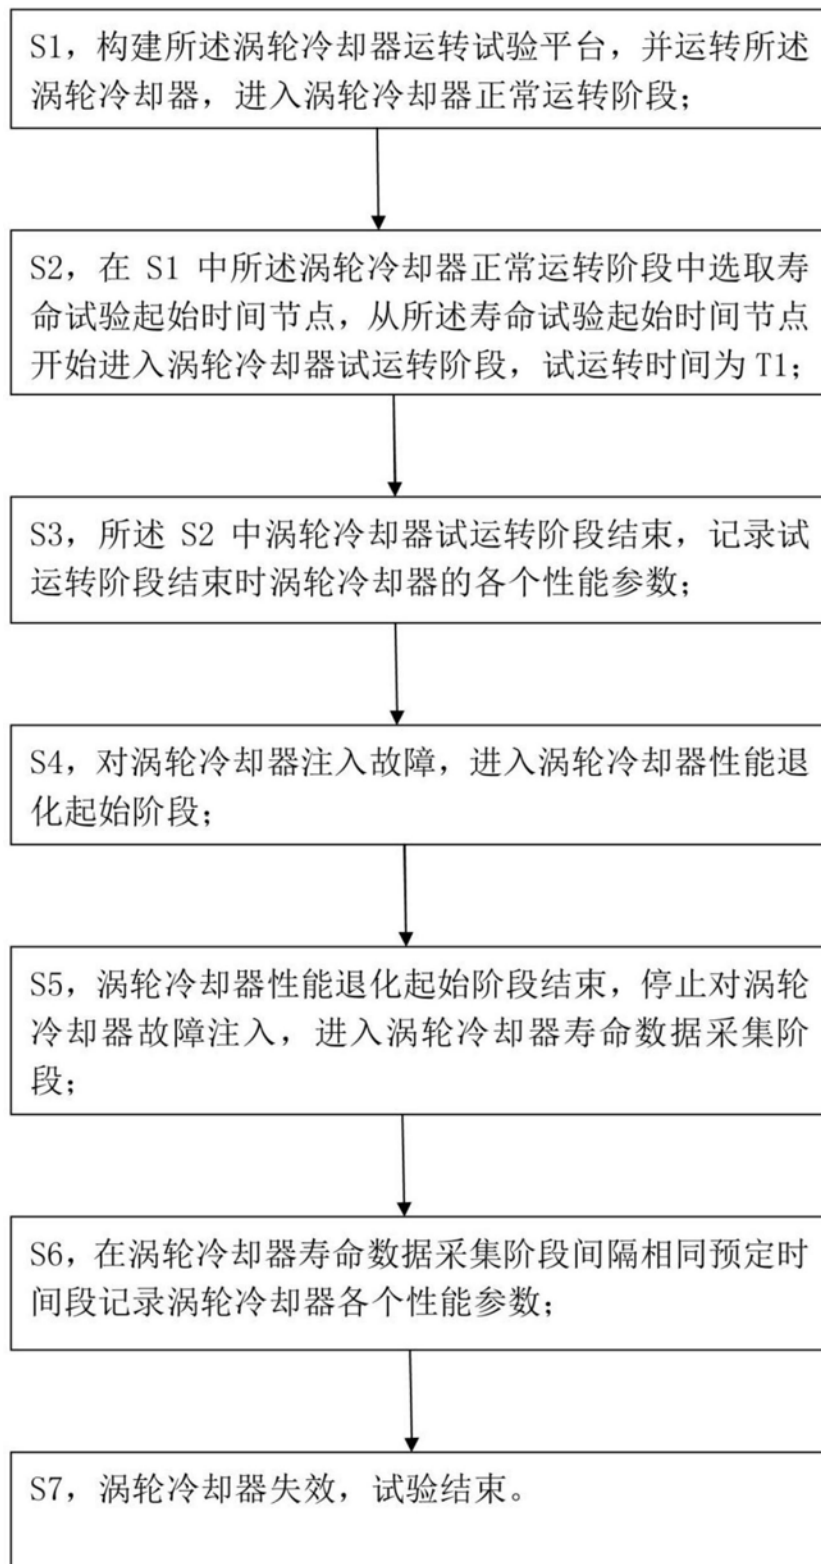 S1，构建所述涡轮冷却器运转试验平台，并运转所述
涡轮冷却器，进入涡轮冷却器正常运转阶段；
S2，在 S1 中所述涡轮冷却器正常运转阶段中选取寿
命试验起始时间节点，从所述寿命试验起始时间节点
开始进入涡轮冷却器试运转阶段，试运转时间为 T1；
S3，所述 S2 中涡轮冷却器试运转阶段结束，记录试
运转阶段结束时涡轮冷却器的各个性能参数；
S4，对涡轮冷却器注入故障，进入涡轮冷却器性能退
化起始阶段；
S5，涡轮冷却器性能退化起始阶段结束，停止对涡轮
冷却器故障注入，进入涡轮冷却器寿命数据采集阶
段；
S6，在涡轮冷却器寿命数据采集阶段间隔相同预定时
间段记录涡轮冷却器各个性能参数；
S7，涡轮冷却器失效，试验结束。